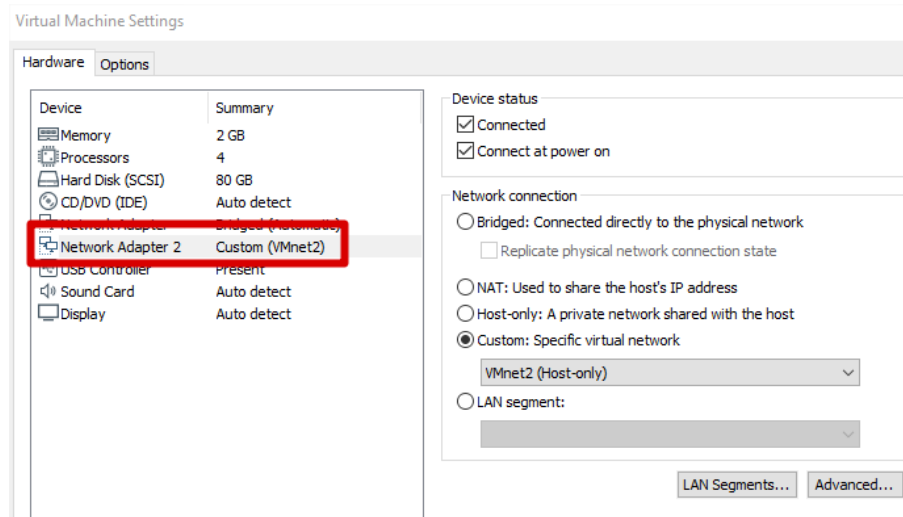 Virtual Machine Settings
Hardware Options
Device Summary
Memory 2 GB
Processors 4
Hard Disk (SCSI) 80 GB
CD/DVD (IDE) Auto detect
Network Adapter Bridged (Automatic)
Network Adapter 2 Custom (VMnet2)
USB Controller Present
Sound Card Auto detect
Display Auto detect
Device status
Connected
Connect at power on
Network connection
Bridged: Connected directly to the physical network
Replicate physical network connection state
NAT: Used to share the host's IP address
Host-only: A private network shared with the host
Custom: Specific virtual network
VMnet2 (Host-only)
LAN segment:
LAN Segments... Advanced...